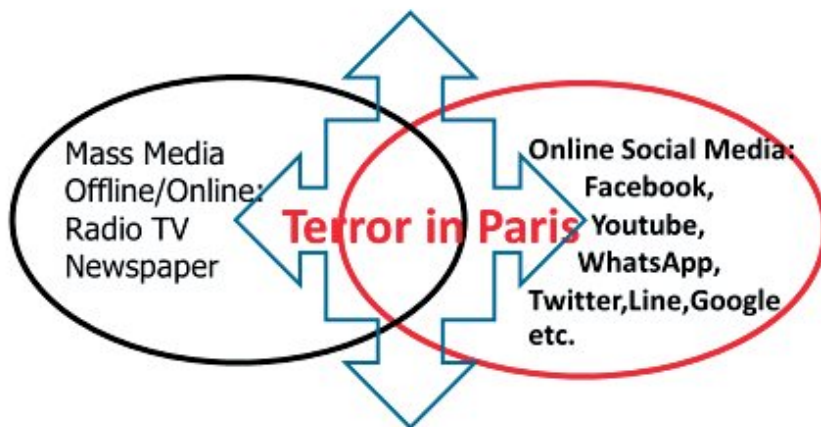 Mass Media
Offline/Online:
Radio TV
Newspaper
Terror in Paris
Online Social Media:
Facebook,
Youtube,
WhatsApp,
Twitter,Line,Google
etc.